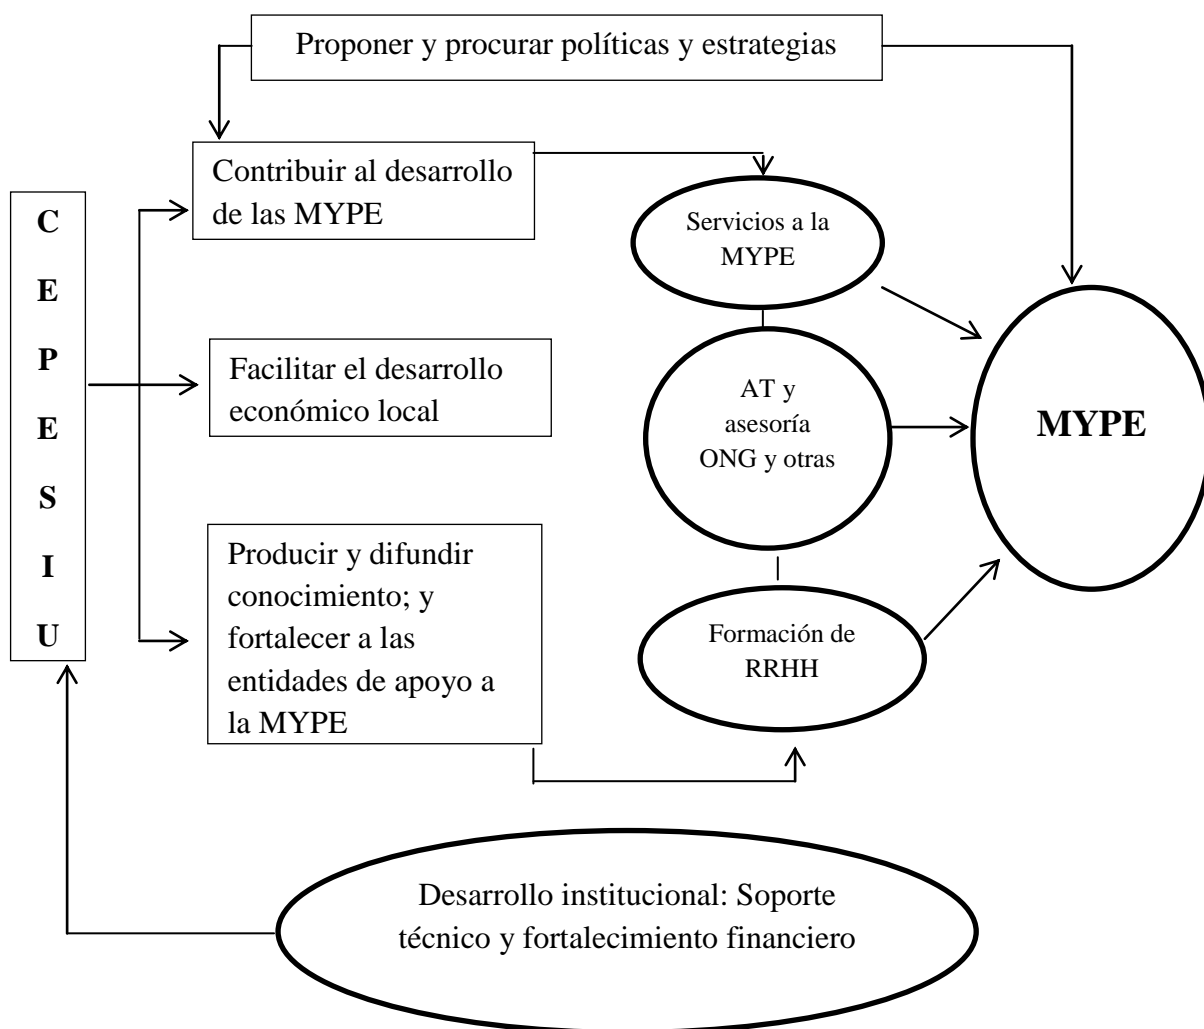 Proponer y procurar políticas y estrategias
Contribuir al desarrollo
de las MYPE
C
E
P
E
S
I
U
Servicios a la
MYPE
Facilitar el desarrollo
económico local
AT y
asesoría
ONG y otras
MYPE
Producir y difundir
conocimiento; y
fortalecer a las
entidades de apoyo a
la MYPE
Formación de
RRHH
Desarrollo institucional: Soporte
técnico y fortalecimiento financiero